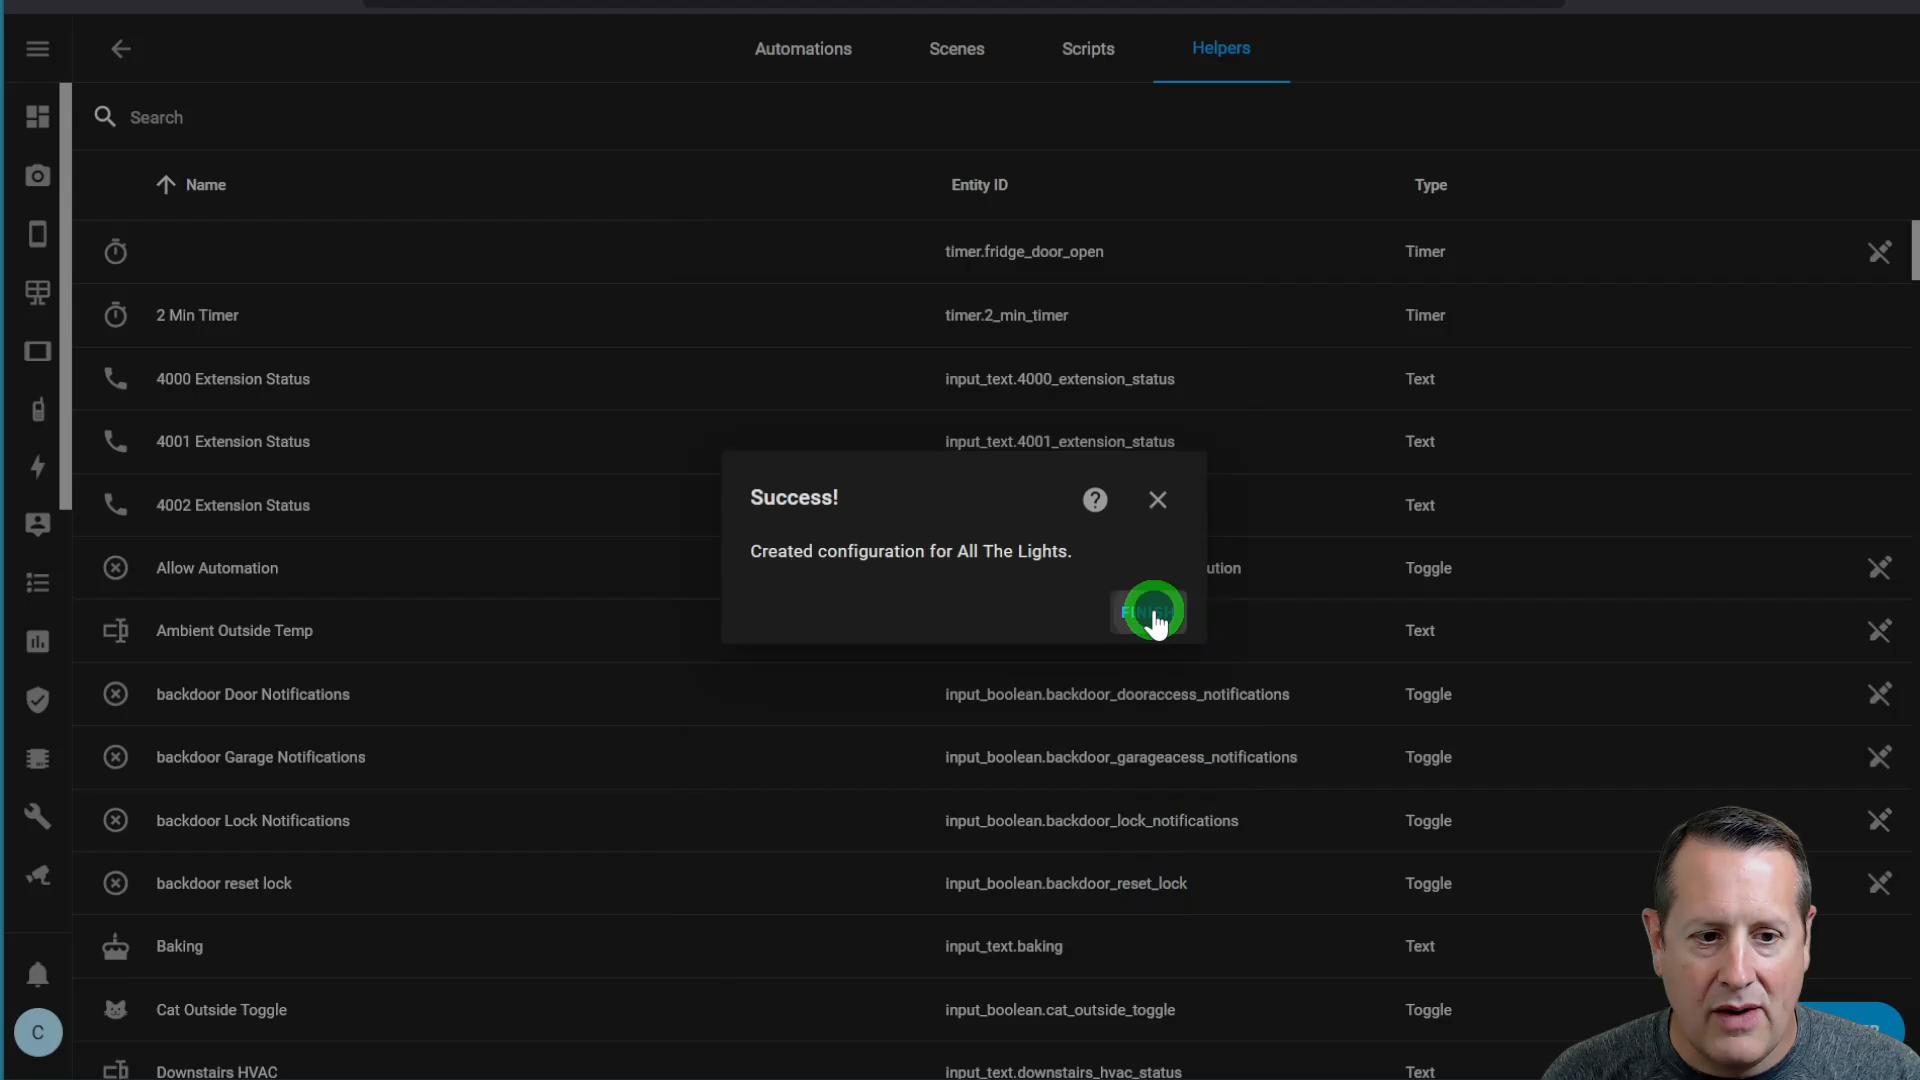 Automations Scenes Scripts Helpers
Search
Name Entity ID Type
timer.fridge_door_open Timer
2 Min Timer timer.2_min_timer Timer
4000 Extension Status input_text.4000_extension_status Text
4001 Extension Status input_text.4001_extension_status Text
4002 Extension Status Text
Allow Automation ution Toggle
Ambient Outside Temp Text
Success!
Created configuration for All The Lights.
FINISH
backdoor Door Notifications input_boolean.backdoor_dooraccess_notifications Toggle
backdoor Garage Notifications input_boolean.backdoor_garageacess_notifications Toggle
backdoor Lock Notifications input_boolean.backdoor_lock_notifications Toggle
backdoor reset lock input_boolean.backdoor_reset_lock Toggle
Baking input_text.baking Text
Cat Outside Toggle input_boolean.cat_outside_toggle Toggle
C
Downstairs HVAC input_text.downstairs_hvac_status Text